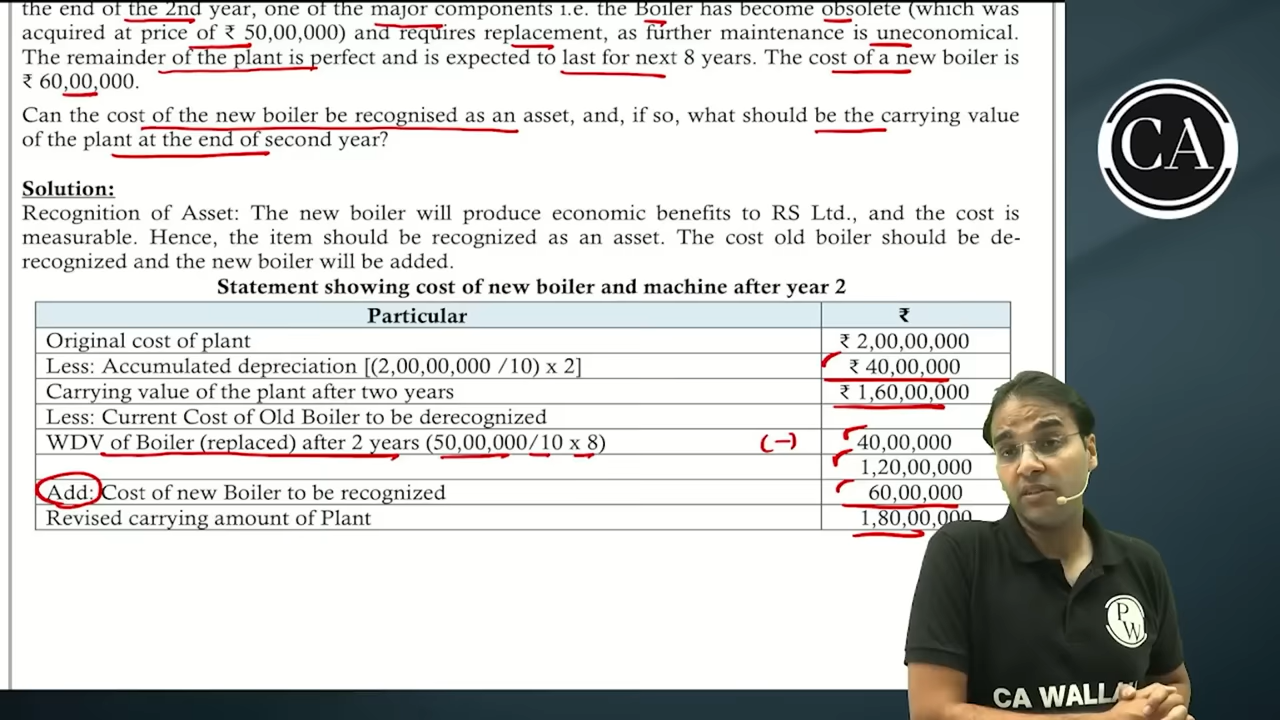 the end of the 2nd year, one of the major components i.e. the Boiler has become obsolete (which was
acquired at price of ₹ 50,00,000) and requires replacement, as further maintenance is uneconomical.
The remainder of the plant is perfect and is expected to last for next 8 years. The cost of a new boiler is
₹ 60,00,000.
Can the cost of the new boiler be recognised as an asset, and, if so, what should be the carrying value
of the plant at the end of second year?
Solution:
Recognition of Asset: The new boiler will produce economic benefits to RS Ltd., and the cost is
measurable. Hence, the item should be recognized as an asset. The cost old boiler should be de-
recognized and the new boiler will be added.
Statement showing cost of new boiler and machine after year 2
Particular ₹
Original cost of plant ₹ 2,00,00,000
Less: Accumulated depreciation [(2,00,00,000 /10) x 2] ₹ 40,00,000
Carrying value of the plant after two years ₹ 1,60,00,000
Less: Current Cost of Old Boiler to be derecognized
WDV of Boiler (replaced) after 2 years (50,00,000/10 x 8) (-) 40,00,000
1,20,00,000
Add: Cost of new Boiler to be recognized 60,00,000
Revised carrying amount of Plant 1,80,00,000
CA
P
W
CA WALLA